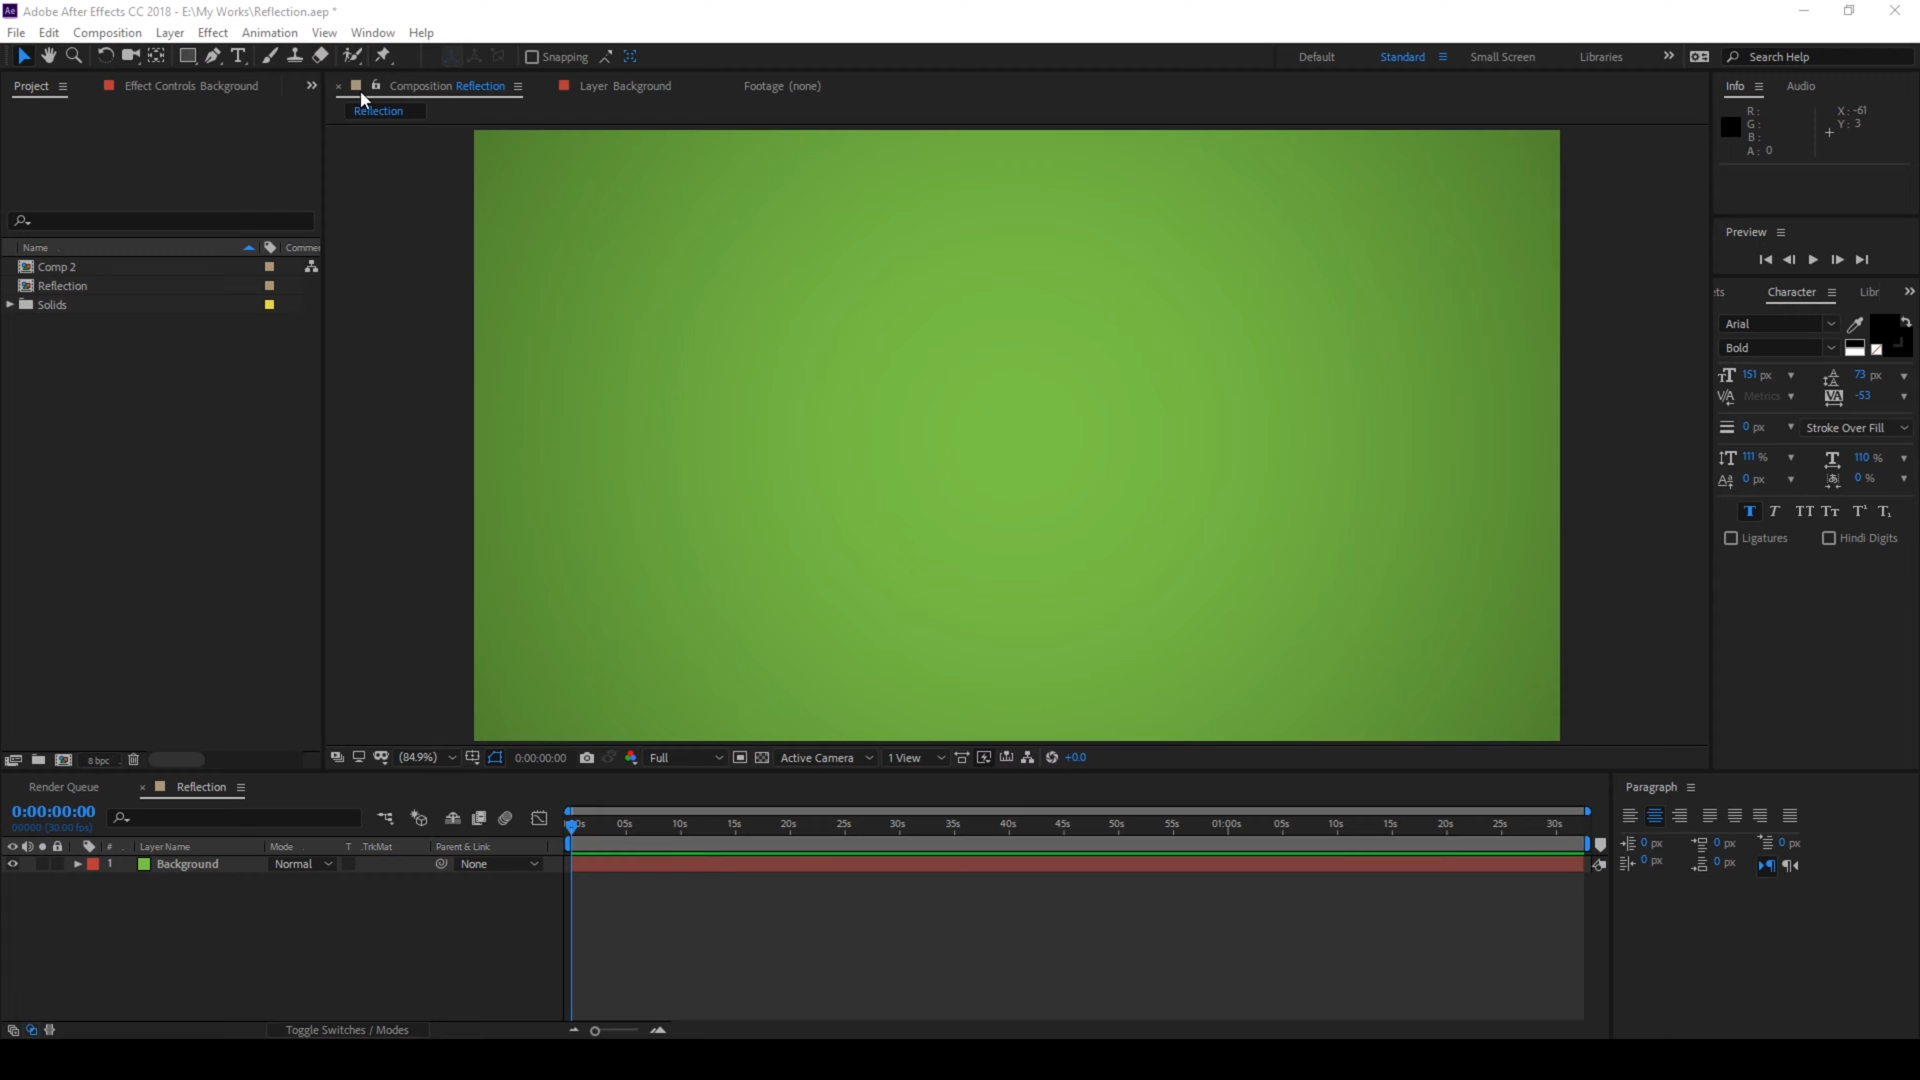 Adobe After Effects CC 2018 - E:\My Works\Reflection.aep *
File Edit Composition Layer Effect Animation View Window Help
Snapping Default Standard Small Screen Libraries Search Help
Project Effect Controls Background Composition Reflection Layer Background Footage (none) Info Audio
Reflection
R: X: -61
G: Y: 3
B:
A: 0
Preview
Name Comme
Comp 2
Reflection
Solids
Character Libr
Arial
Bold
151 px 73 px
Metrics -53
0 px Stroke Over Fill
111 % 110 %
0 px 0 %
Ligatures Hindi Digits
8 bpc (84.9%) 0:00:00:00 Full Active Camera 1 View +0.0
Render Queue Reflection Paragraph
0:00:00:00
00000 (30.00 fps)
05s 10s 15s 20s 25s 30s 35s 40s 45s 50s 55s 01:00s 05s 10s 15s 20s 25s 30s
# Layer Name Mode T .TrkMat Parent & Link
1 Background Normal None
0 px 0 px 0 px
0 px 0 px
Toggle Switches / Modes